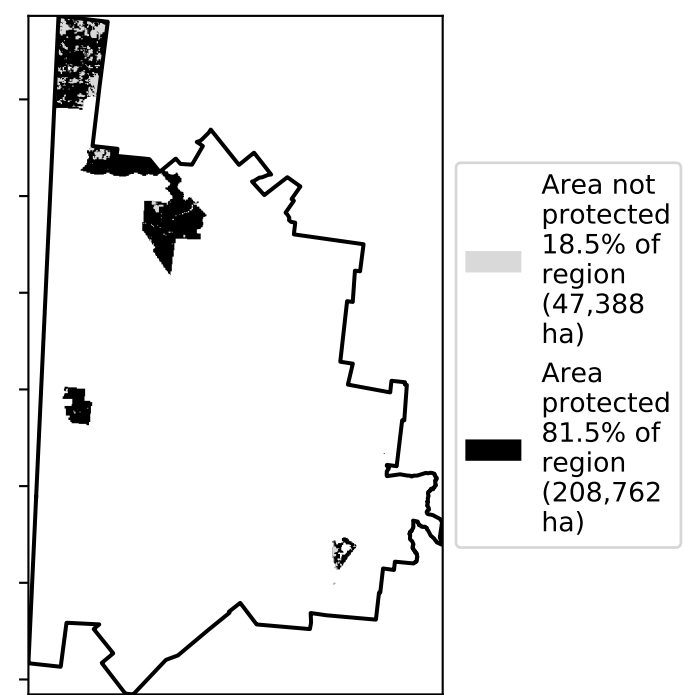 Area not
protected
18.5% of
region
(47,388
ha)
Area
protected
81.5% of
region
(208,762
ha)